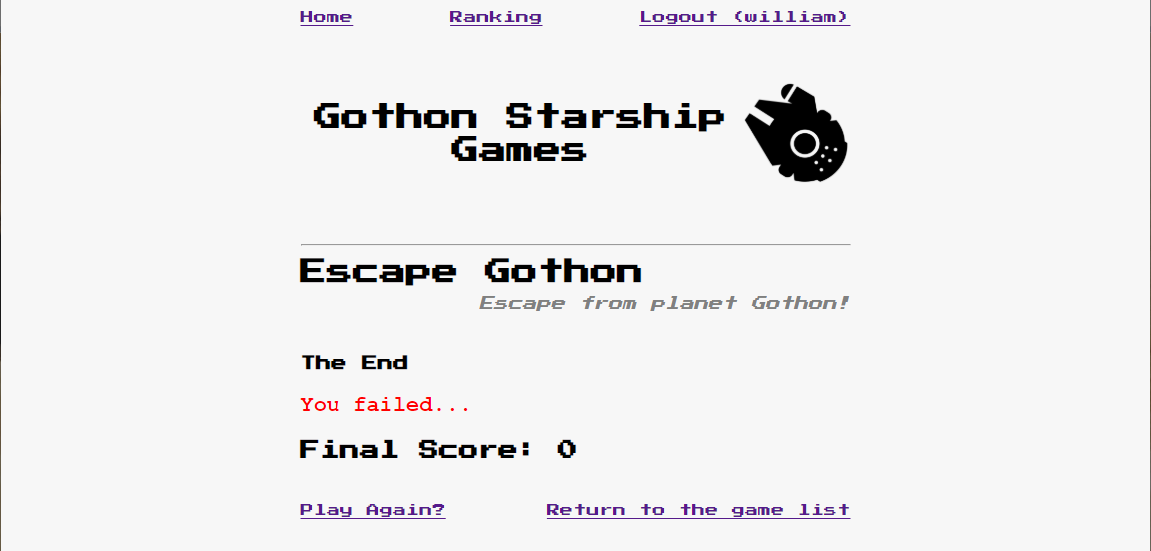 Home Ranking Logout (william)
Gothon Starship
Games
Escape Gothon
Escape from planet Gothon!
The End
You failed...
Final Score: 0
Play Again? Return to the game list